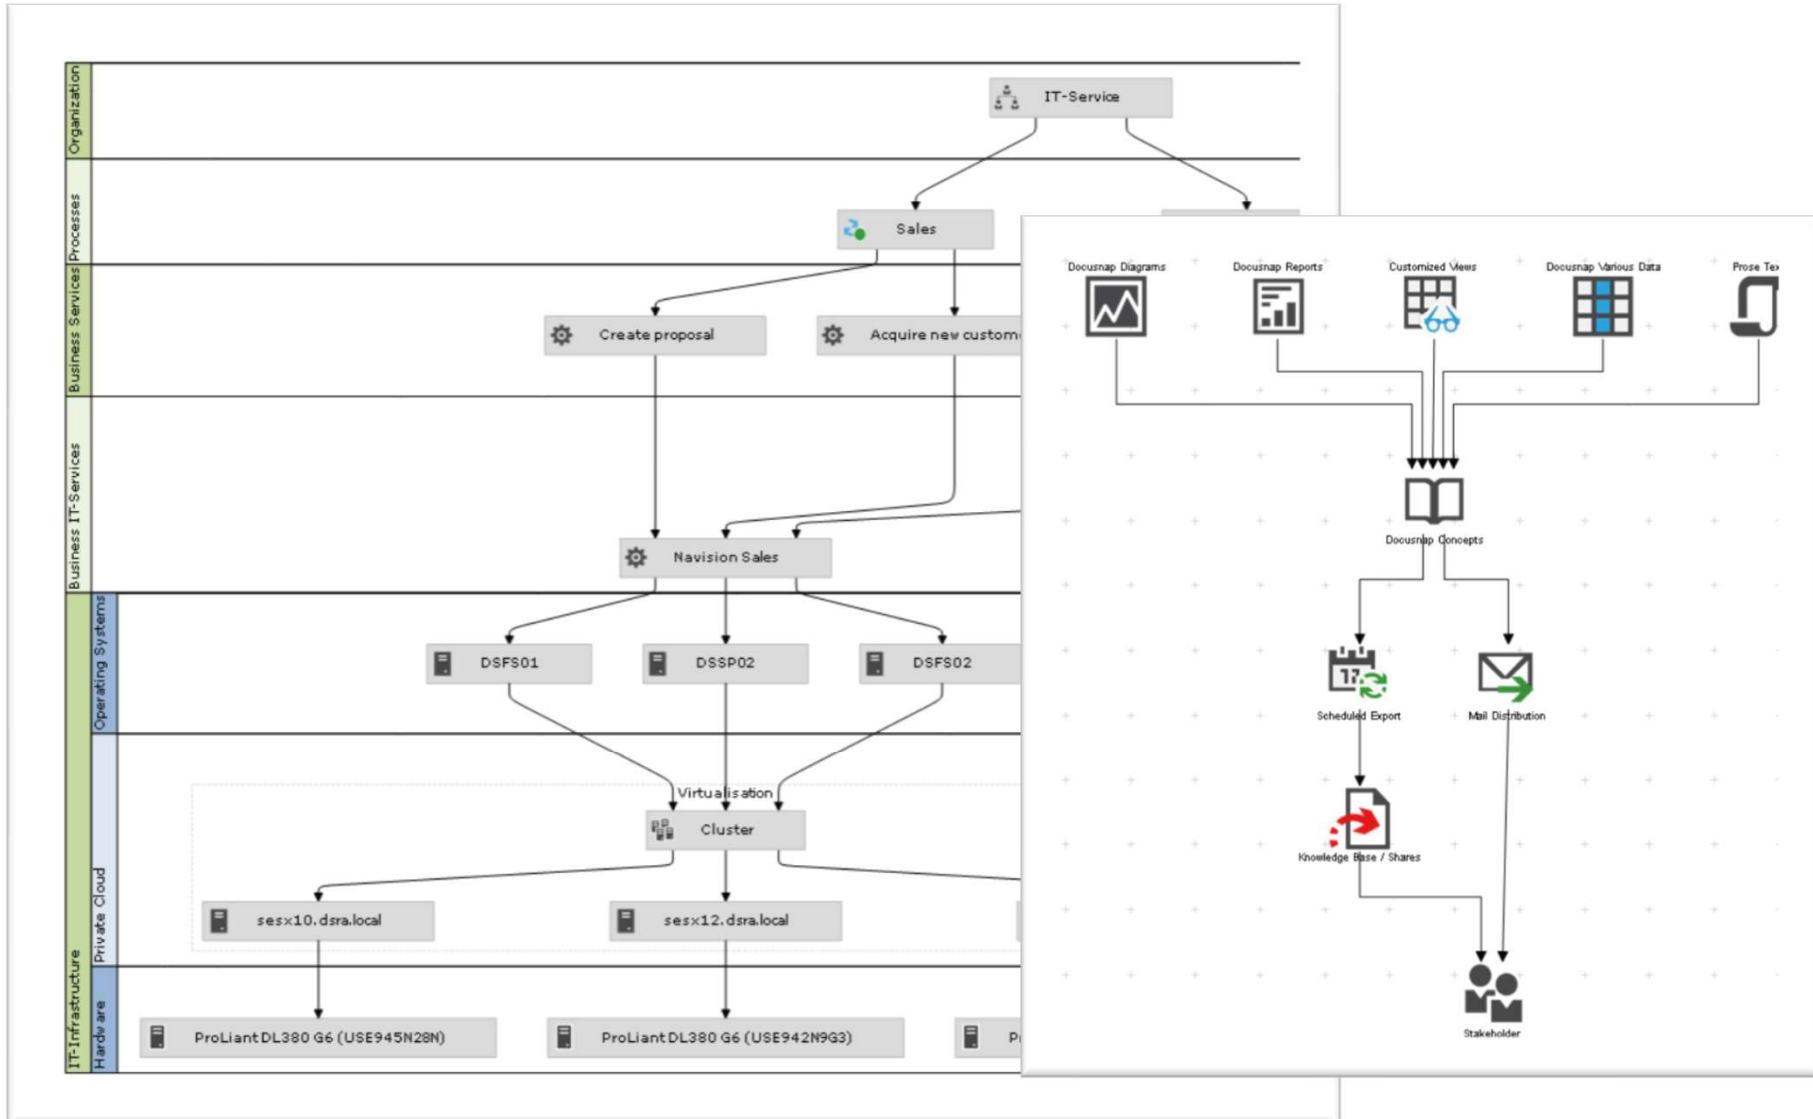 Organization
IT-Service
Processes
Sales
Business Services
Create proposal
Acquire new custom
Business IT-Services
Navision Sales
IT-Infrastructure
Operating Systems
DSFS01
DSSP02
DSFS02
Private Cloud
Virtualisation
Cluster
sesx10.dsra.local
sesx12.dsra.local
Hardware
ProLiant DL380 G6 (USE945N28N)
ProLiant DL380 G6 (USE942N9G3)
Docusnap Diagrams
Docusnap Reports
Customized Views
Docusnap Various Data
Prose Tex
Docusnap Concepts
17
Scheduled Export
Mail Distribution
Knowledge Base / Shares
Stakeholder